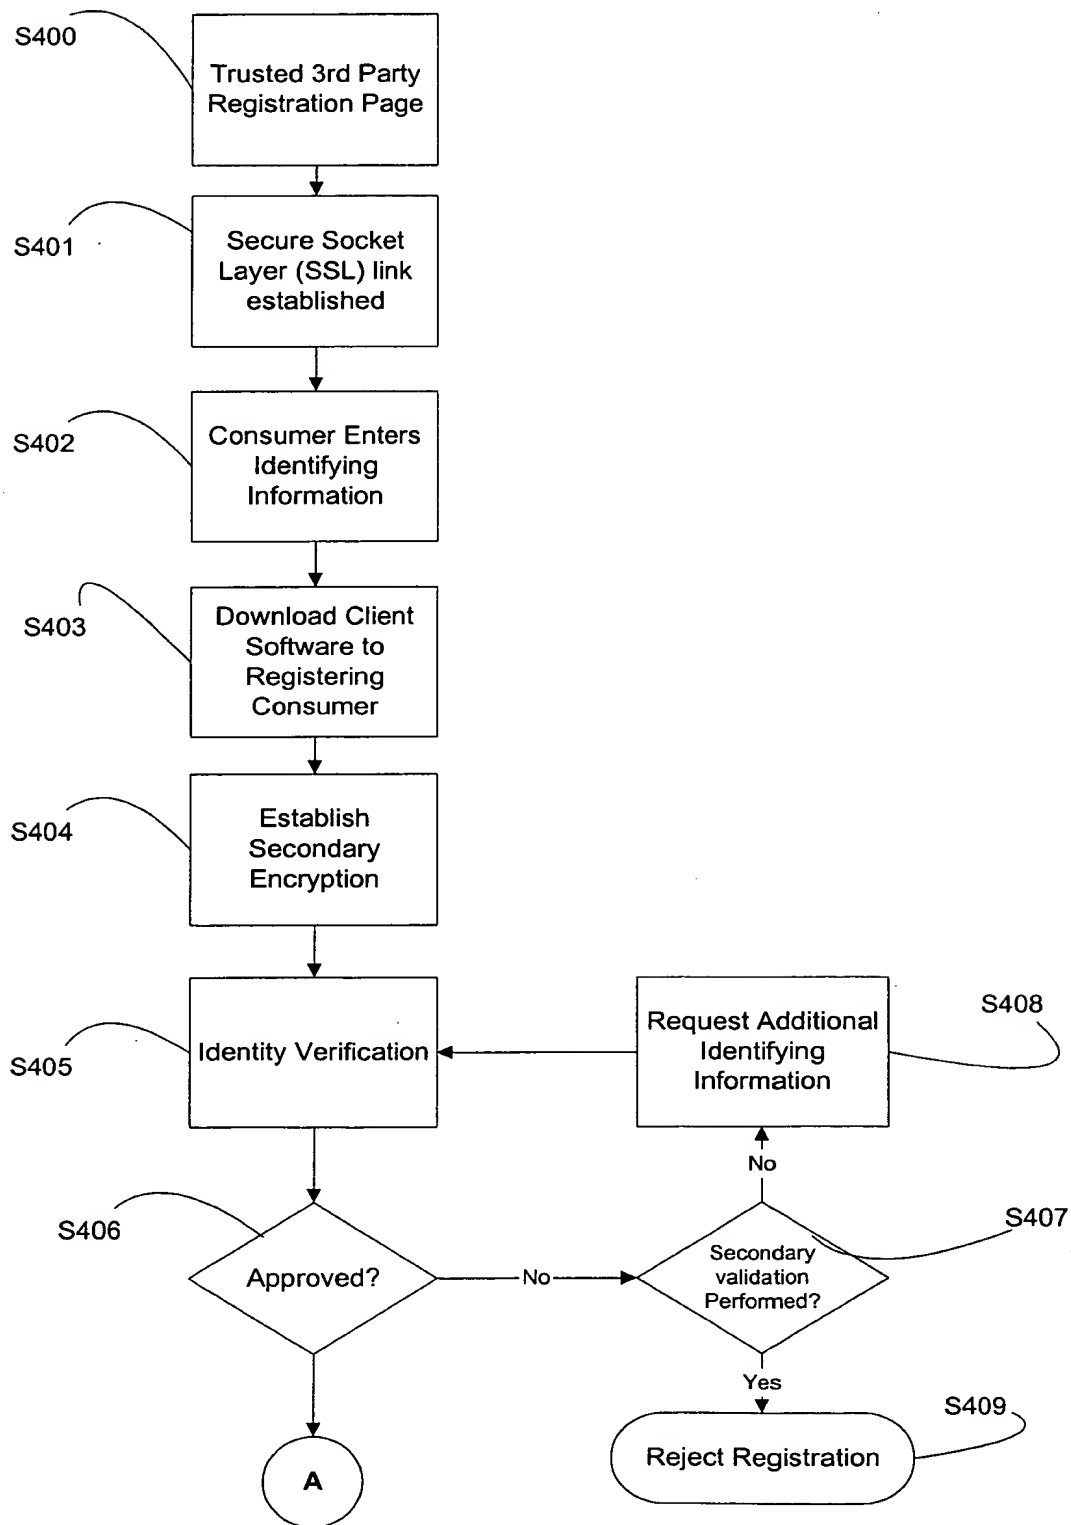 S400
Trusted 3rd Party
Registration Page
S401
Secure Socket
Layer (SSL) link
established
S402
Consumer Enters
Identifying
Information
S403
Download Client
Software to
Registering
Consumer
S404
Establish
Secondary
Encryption
S405
Identity Verification
Request Additional
Identifying
Information
S408
No
S406
Approved?
No
Secondary
validation
Performed?
S407
Yes
A
Reject Registration
S409